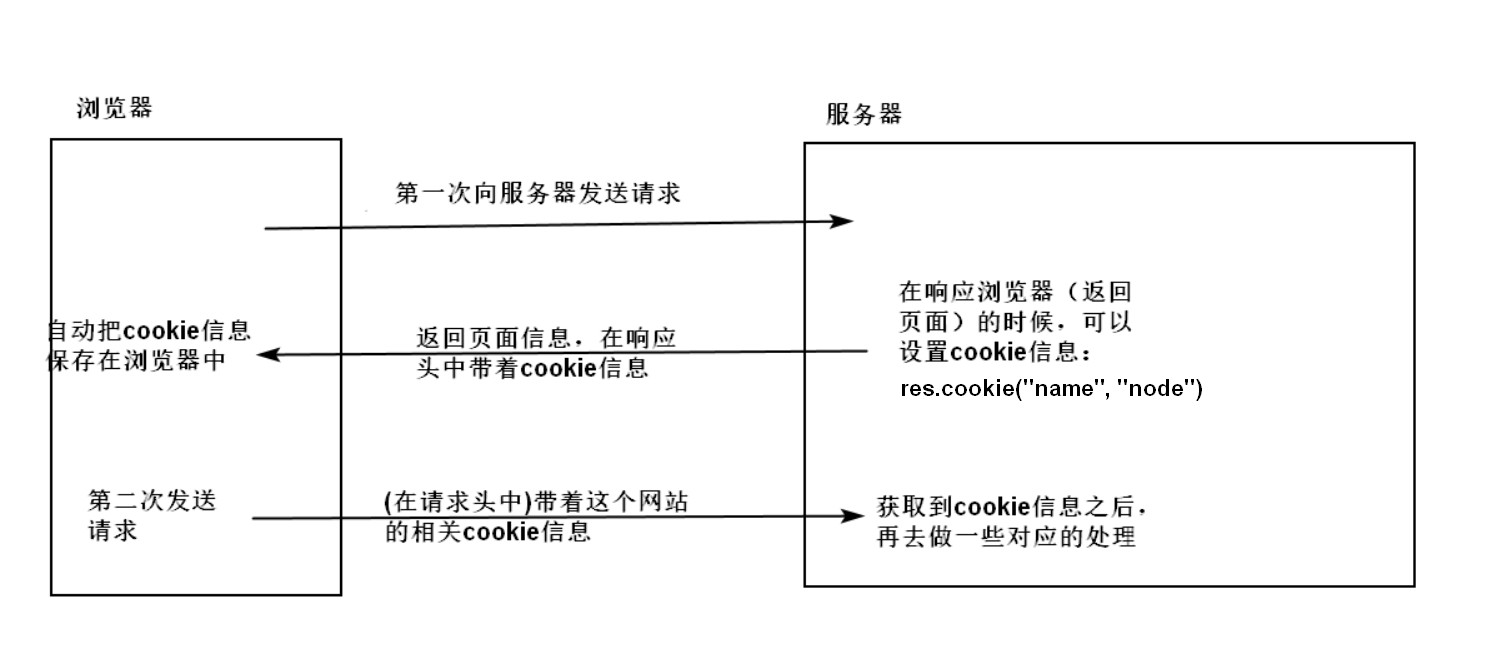 浏览器
服务器
第一次向服务器发送请求
在响应浏览器（返回
页面）的时候，可以
设置cookie信息：
res.cookie("name", "node")
返回页面信息，在响应
头中带着cookie信息
自动把cookie信息
保存在浏览器中
第二次发送
请求
(在请求头中)带着这个网站
的相关cookie信息
获取到cookie信息之后，
再去做一些对应的处理